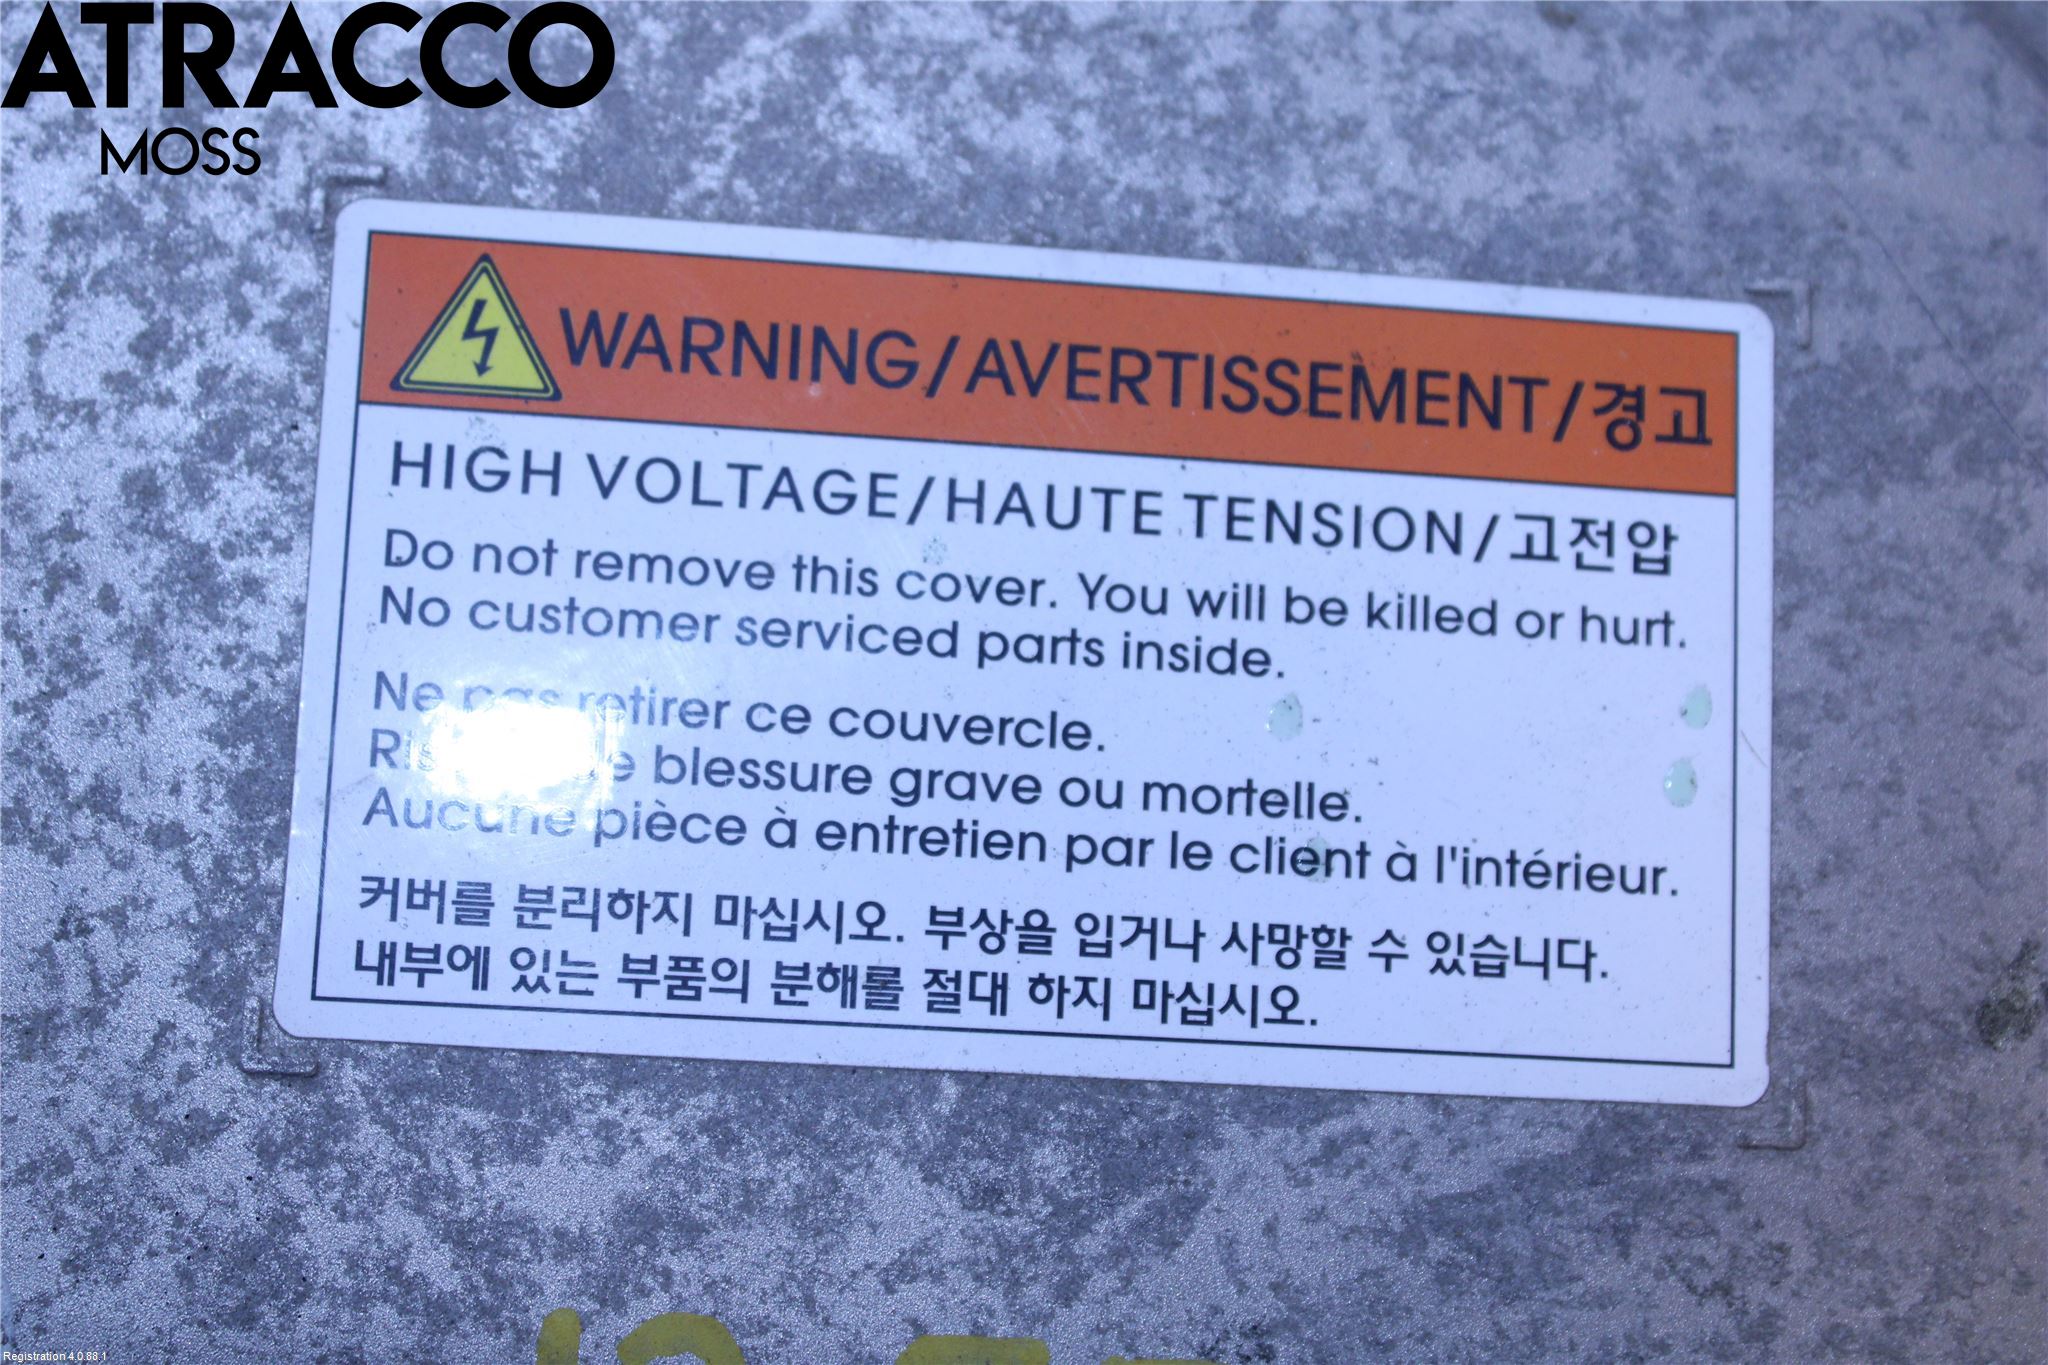 ATRACCO
MOSS
WARNING/AVERTISSEMENT/경고
HIGH VOLTAGE/HAUTE TENSION/고전압
Do not remove this cover. You will be killed or hurt.
No customer serviced parts inside.
Ne pas retirer ce couvercle.
de blessure grave ou mortelle.
Aucune pièce à entretien par le client à l'intérieur.
커버를 분리하지 마십시오. 부상을 입거나 사망할 수 있습니다.
내부에 있는 부품의 분해를 절대 하지 마십시오.
Registration 4.0.88.1